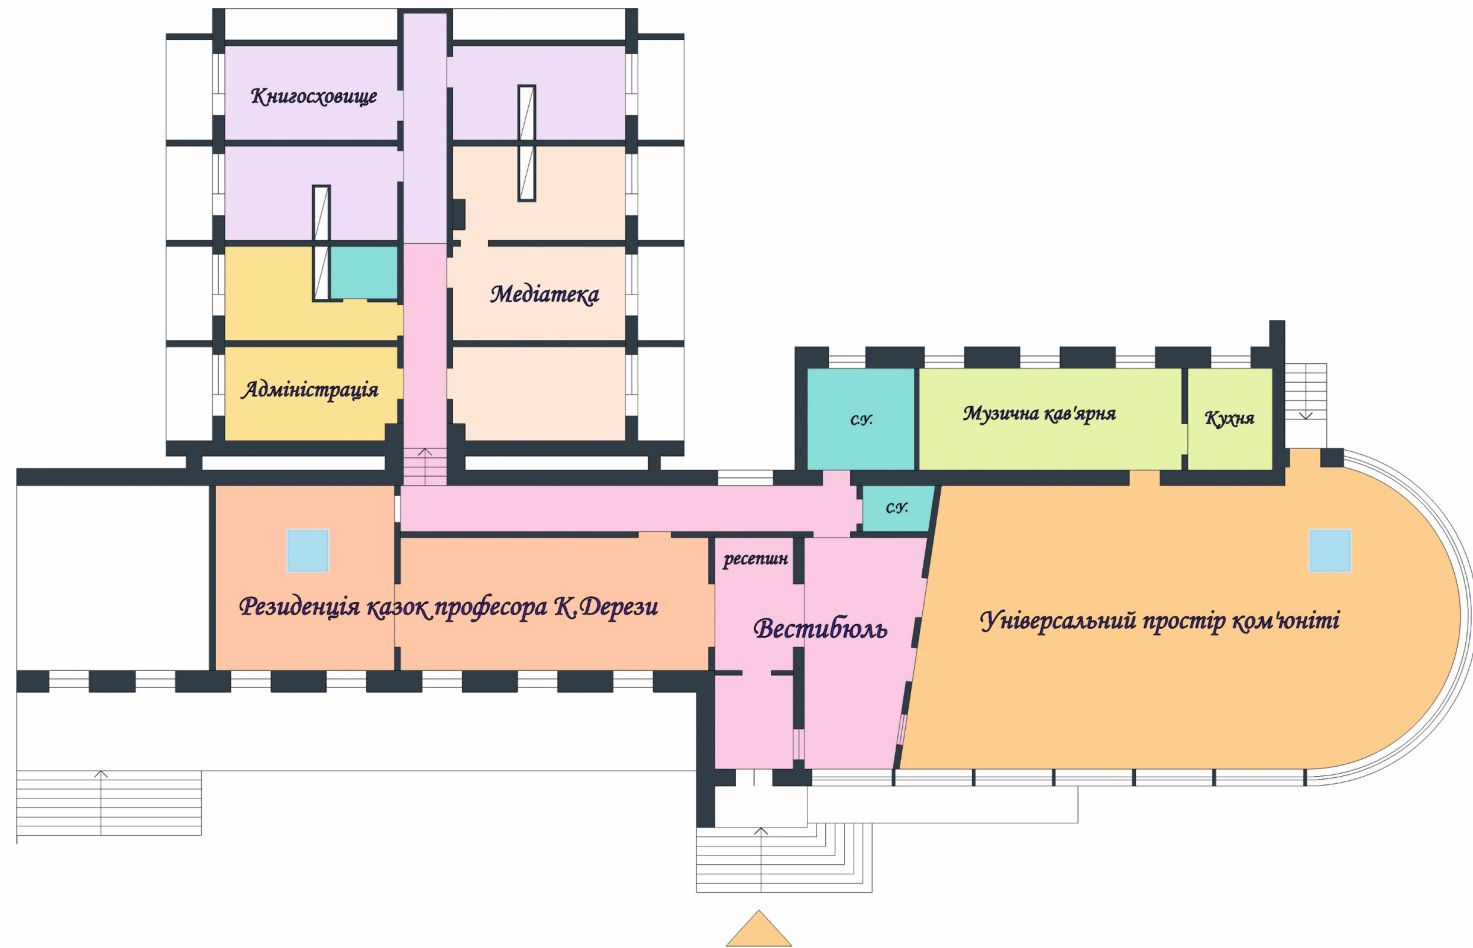 Книгосховище
Медіатека
Адміністрація
с.у.
Музична кав'ярня
Кухня
с.у.
ресепшн
Резиденція казок професора К.Дерези
Вестибюль
Універсальний простір ком'юніті